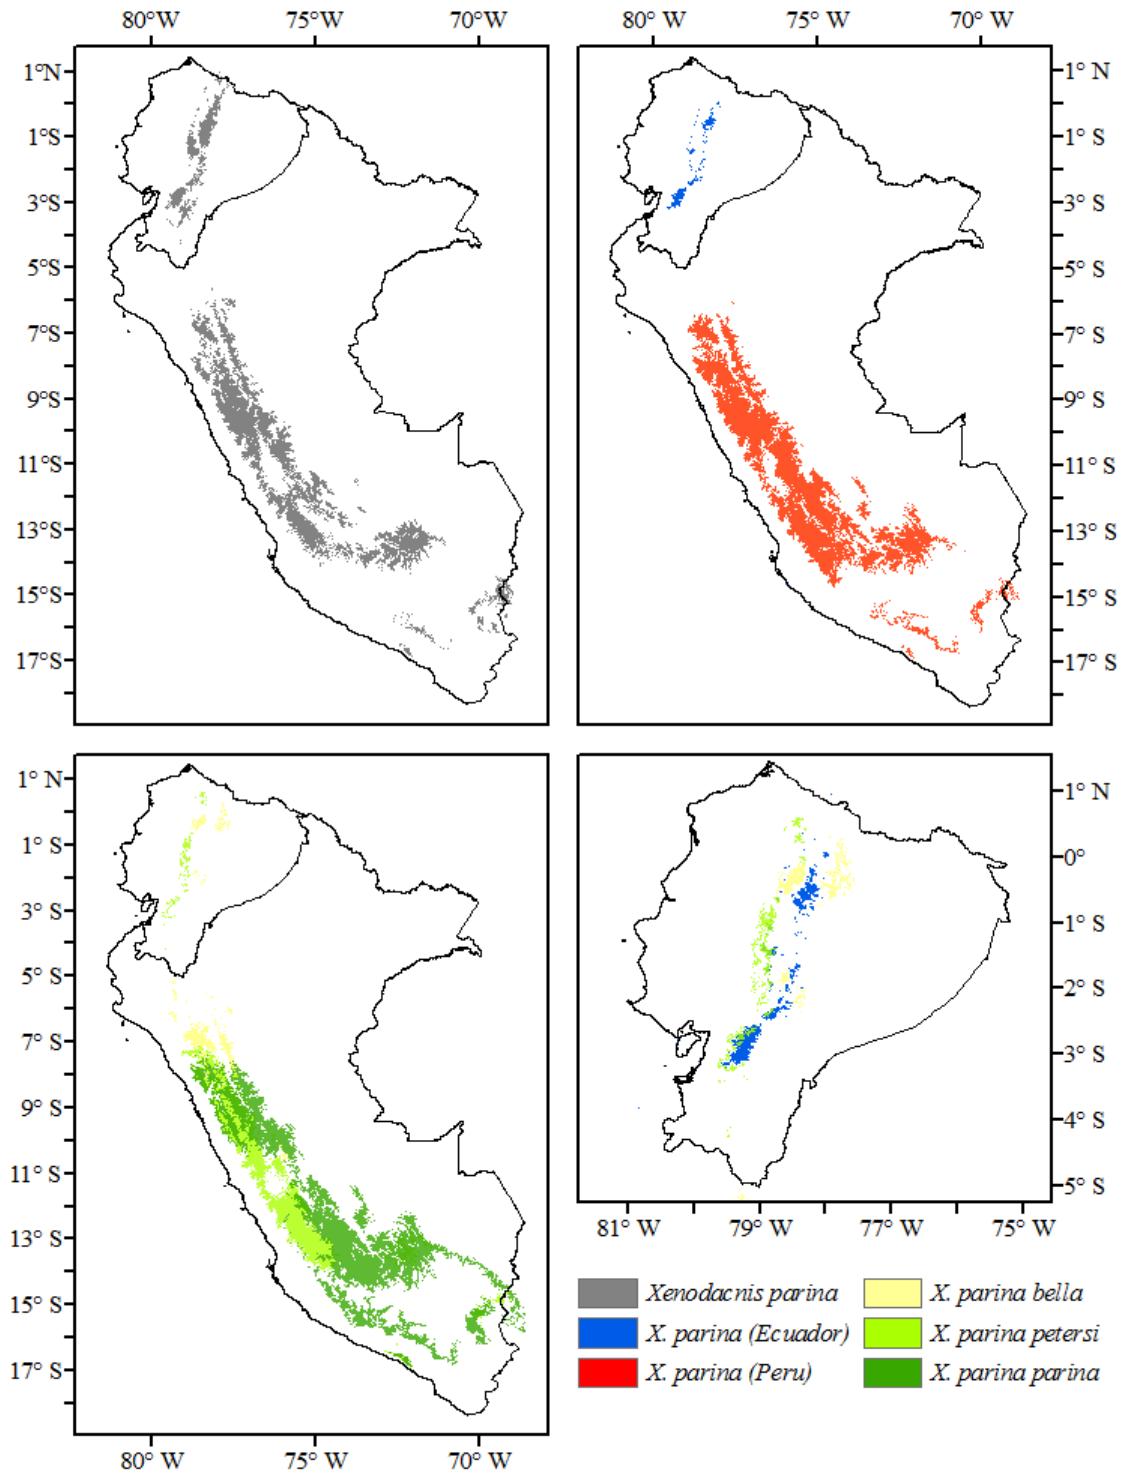 80°W 75°W 70°W 80°W 75°W 70°W
1°N 1° N
1°S 1° S
3°S 3° S
5°S 5° S
7°S 7° S
9°S 9° S
11°S 11° S
13°S 13° S
15°S 15° S
17°S 17° S
1° N 1° N
1° S 0°
3° S 1° S
5° S 2° S
7° S 3° S
9° S 4° S
11° S 5° S
13° S 81° W 79° W 77° W 75° W
15° S Xenodacnis parina X. parina bella
X. parina (Ecuador) X. parina petersi
17° S X. parina (Peru) X. parina parina
80° W 75° W 70° W